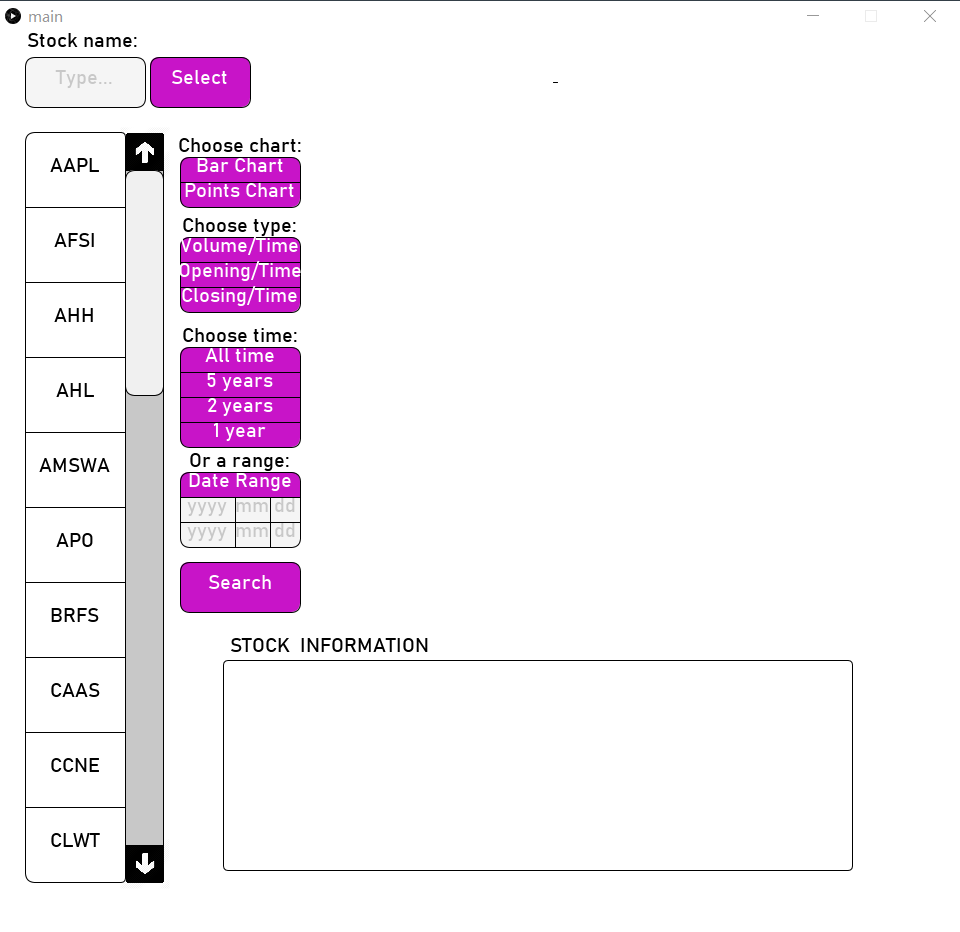 main
Stock name:
Type...
Select
-
AAPL
AFSI
AHH
AHL
AMSWA
APO
BRFS
CAAS
CCNE
CLWT
Choose chart:
Bar Chart
Points Chart
Choose type:
Volume/Time
Opening/Time
Closing/Time
Choose time:
All time
5 years
2 years
1 year
Or a range:
Date Range
yyyy mm dd
yyyy mm dd
Search
STOCK INFORMATION